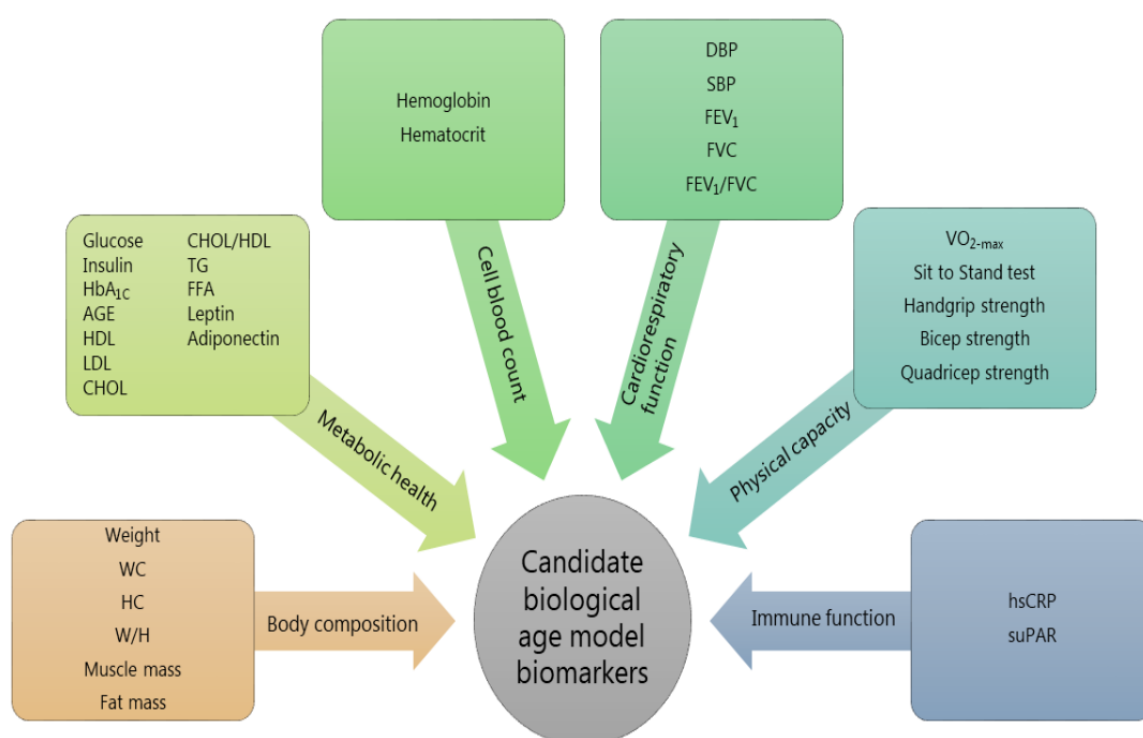 Hemoglobin
Hematocrit
Cell blood count
DBP
SBP
FEV₁
FVC
FEV₁/FVC
Cardiorespiratory
function
Glucose
Insulin
HbA₁C
AGE
HDL
LDL
CHOL
CHOL/HDL
TG
FFA
Leptin
Adiponectin
Metabolic health
VO₂₋max
Sit to Stand test
Handgrip strength
Bicep strength
Quadricep strength
Physical capacity
Weight
WC
HC
W/H
Muscle mass
Fat mass
Body composition
Candidate
biological
age model
biomarkers
Immune function
hsCRP
suPAR